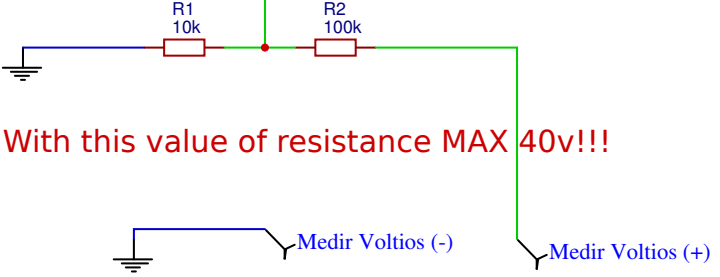 R1
10k
R2
100k
With this value of resistance MAX 40v!!!
Medir Voltios (-)
Medir Voltios (+)